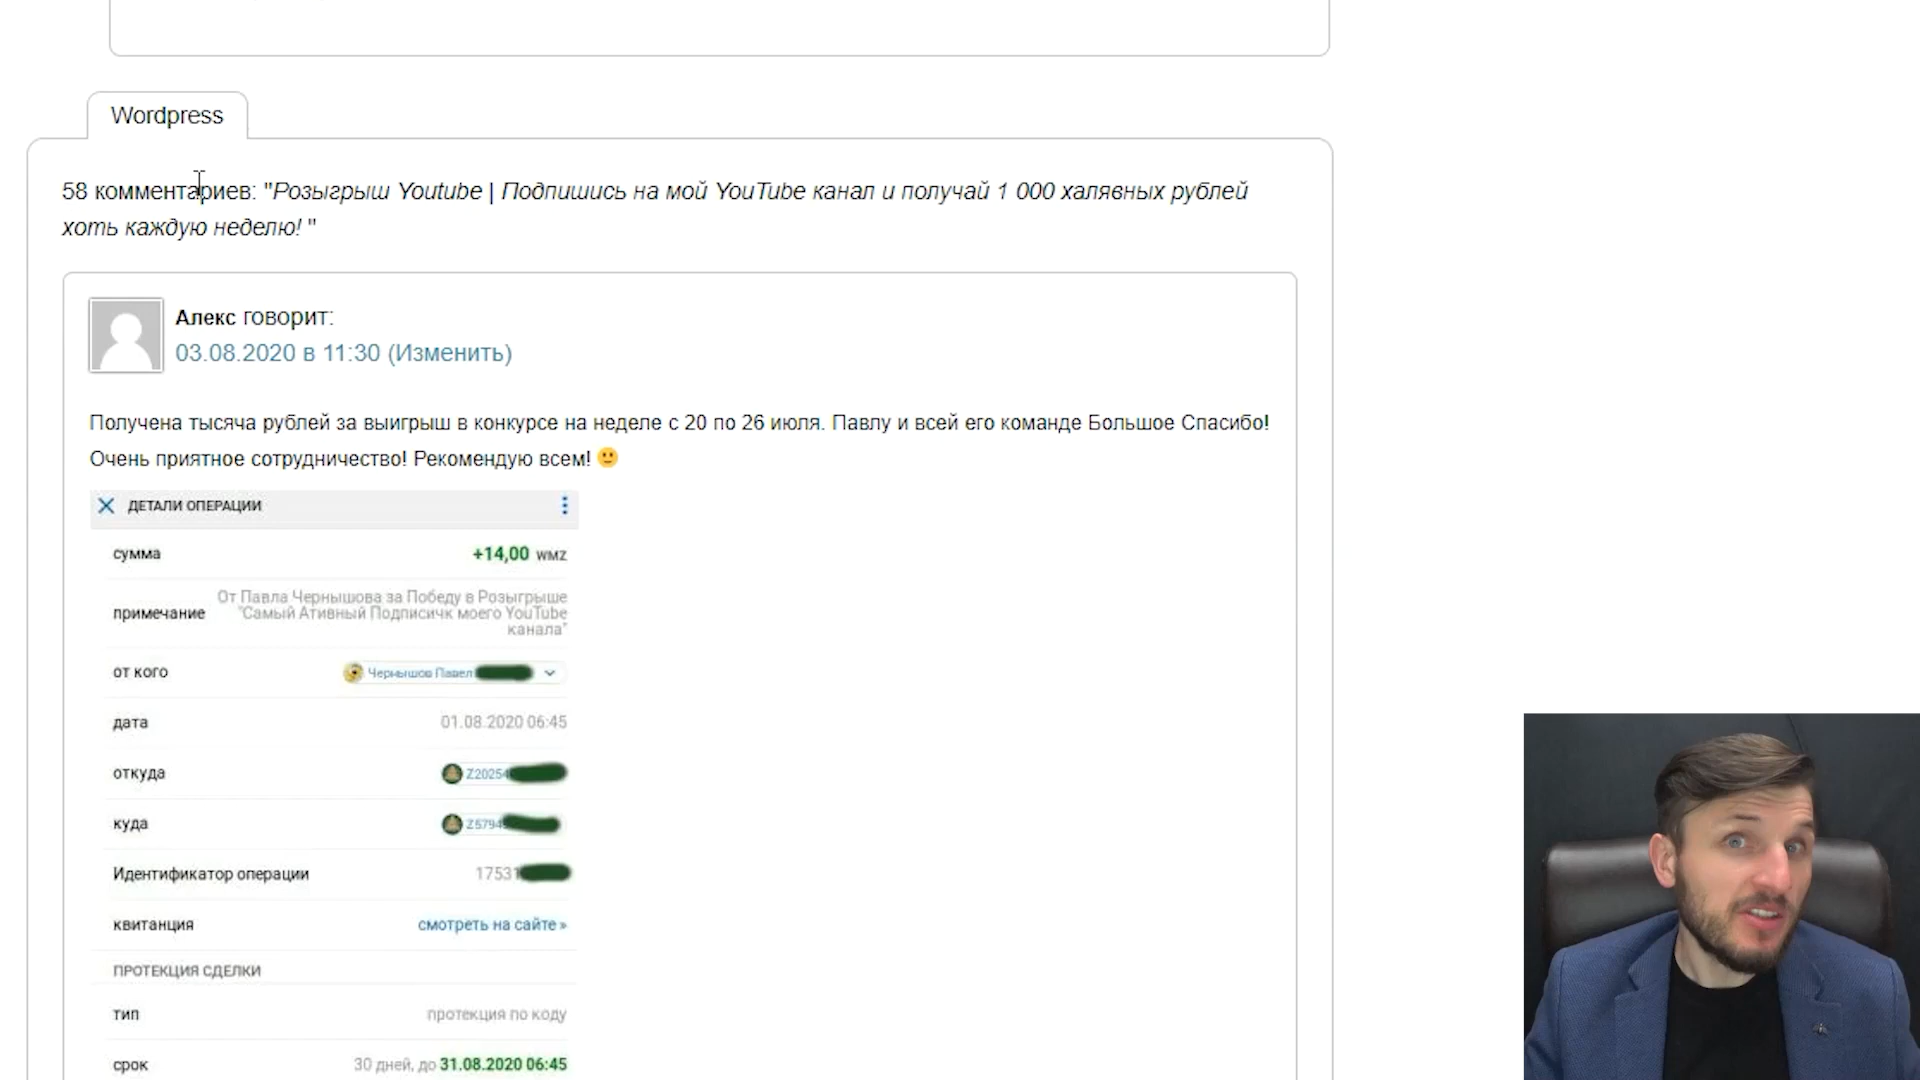 Wordpress
58 комментариев: "Розыгрыш Youtube | Подпишись на мой YouTube канал и получай 1 000 халявных рублей
хоть каждую неделю! "
Алекс говорит:
03.08.2020 в 11:30 (Изменить)
Получена тысяча рублей за выигрыш в конкурсе на неделе с 20 по 26 июля. Павлу и всей его команде Большое Спасибо!
Очень приятное сотрудничество! Рекомендую всем! 🙂
ДЕТАЛИ ОПЕРАЦИИ
сумма +14,00 WMZ
примечание От Павла Чернышова за Победу в Розыгрыше
"Самый Ативный Подписичк моего YouTube
канала"
от кого Чернышов Павел
дата 01.08.2020 06:45
откуда Z20254
куда Z5794
Идентификатор операции 17531
квитанция смотреть на сайте »
ПРОТЕКЦИЯ СДЕЛКИ
тип протекция по коду
срок 30 дней, до 31.08.2020 06:45